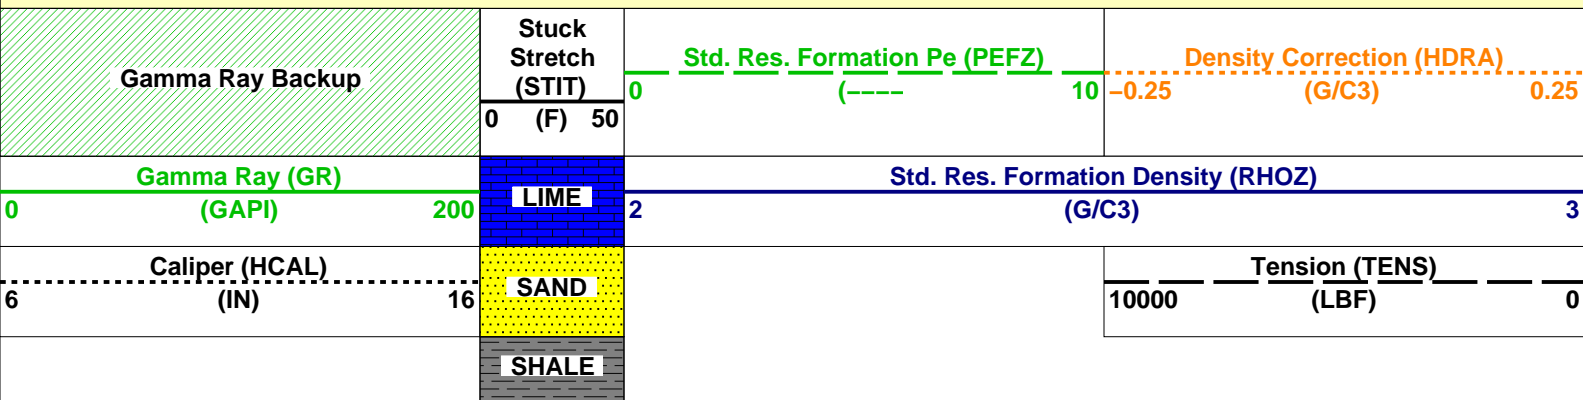 Gamma Ray Backup
Stuck
Stretch
(STIT)
0 (F) 50
Std. Res. Formation Pe (PEFZ)
0 (−−−− 10
Density Correction (HDRA)
−0.25 (G/C3) 0.25
Gamma Ray (GR)
0 (GAPI) 200
LIME
Std. Res. Formation Density (RHOZ)
2 (G/C3) 3
Caliper (HCAL)
6 (IN) 16
SAND
Tension (TENS)
10000 (LBF) 0
SHALE